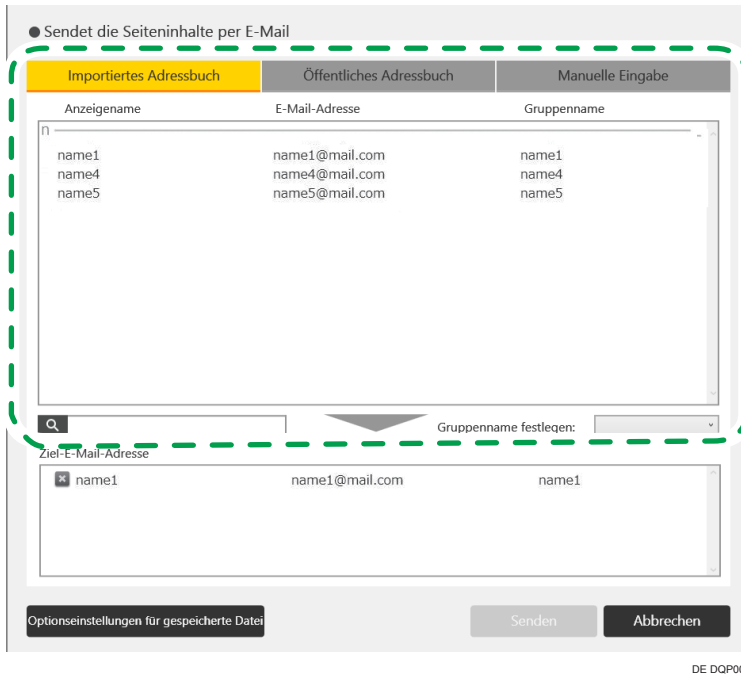 Sendet die Seiteninhalte per E-Mail
Importiertes Adressbuch Öffentliches Adressbuch Manuelle Eingabe
Anzeigename E-Mail-Adresse Gruppenname
n
name1 name1@mail.com name1
name4 name4@mail.com name4
name5 name5@mail.com name5
Gruppenname festlegen:
Ziel-E-Mail-Adresse
name1 name1@mail.com name1
Optionseinstellungen für gespeicherte Datei Senden Abbrechen
DE DQP00